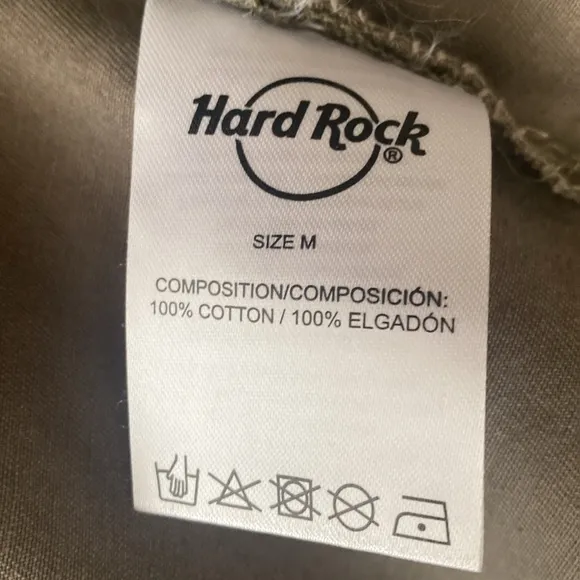 Hard Rock®
SIZE M
COMPOSITION/COMPOSICIÓN:
100% COTTON / 100% ELGADÓN